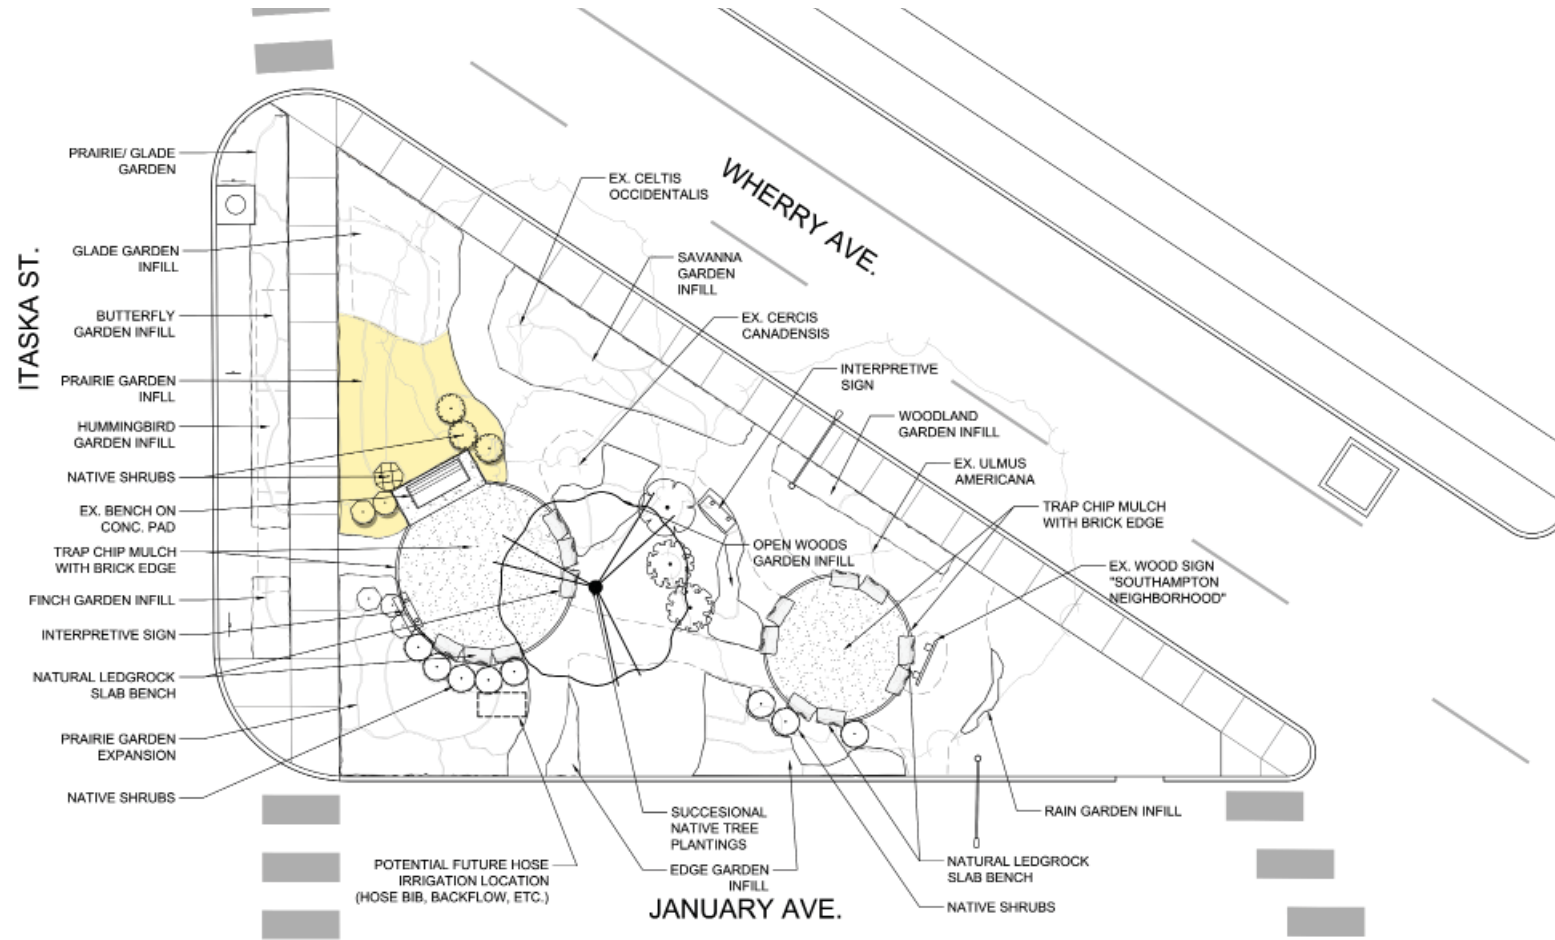 PRAIRIE/ GLADE
GARDEN
GLADE GARDEN
INFILL
BUTTERFLY
GARDEN INFILL
PRAIRIE GARDEN
INFLL
HUMMINGBIRD
GARDEN INFILL
NATIVE SHRUBS
EX. BENCH ON
CONC. PAD
TRAP CHIP MULCH
WITH BRICK EDGE
FINCH GARDEN INFILL
INTERPRETIVE SIGN
NATURAL LEDGROCK
SLAB BENCH
PRAIRIE GARDEN
EXPANSION
NATIVE SHRUBS
ITASKA ST.
EX. CELTIS
OCCIDENTALIS
SAVANNA
GARDEN
INFILL
EX. CERCIS
CANADENSIS
WHERRY AVE.
INTERPRETIVE
SIGN
WOODLAND
GARDEN INFILL
EX. ULMUS
AMERICANA
TRAP CHIP MULCH
WITH BRICK EDGE
OPEN WOODS
GARDEN INFILL
EX. WOOD SIGN
"SOUTHAMPTON
NEIGHBORHOOD"
RAIN GARDEN INFILL
SUCCESIONAL
NATIVE TREE
PLANTINGS
POTENTIAL FUTURE HOSE
IRRIGATION LOCATION
(HOSE BIB, BACKFLOW, ETC.)
EDGE GARDEN
INFILL
NATURAL LEDGROCK
SLAB BENCH
NATIVE SHRUBS
JANUARY AVE.